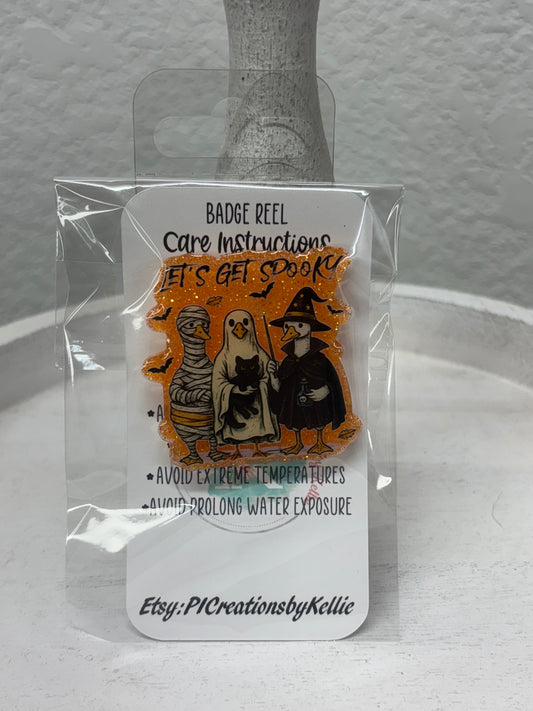 BADGE REEL
Care Instructions
LET'S GET SPOOKY
*A
*AVOID EXTREME TEMPERATURES
*AVOID PROLONG WATER EXPOSURE
Etsy:PICreationsbyKellie